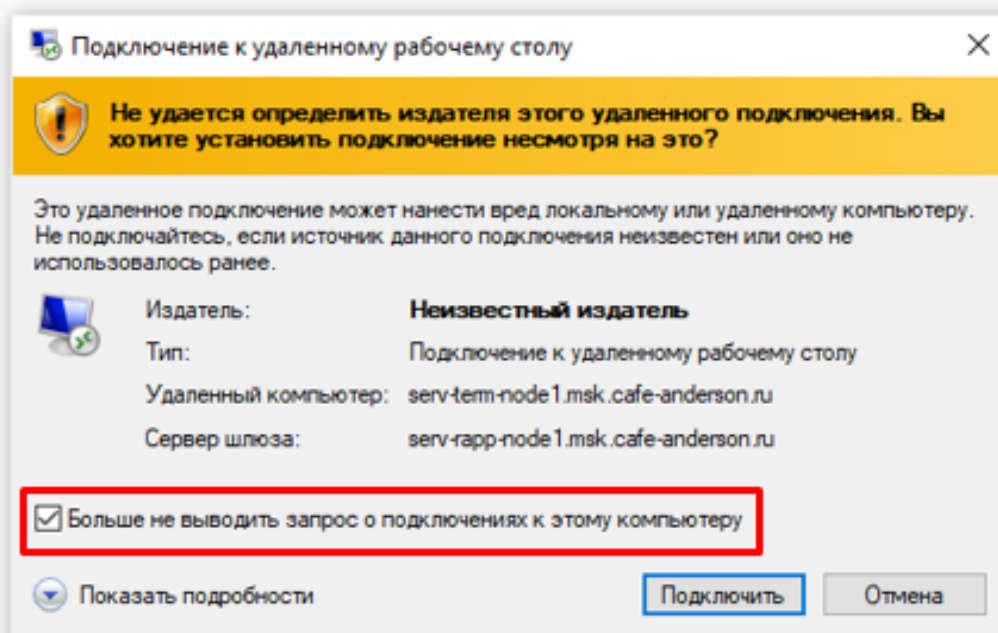 Подключение к удаленному рабочему столу
Не удается определить издателя этого удаленного подключения. Вы
хотите установить подключение несмотря на это?
Это удаленное подключение может нанести вред локальному или удаленному компьютеру.
Не подключайтесь, если источник данного подключения неизвестен или оно не
использовалось ранее.
Издатель: Неизвестный издатель
Тип: Подключение к удаленному рабочему столу
Удаленный компьютер: serv-term-node1.msk.cafe-anderson.ru
Сервер шлюза: serv-rapp-node1.msk.cafe-anderson.ru
Больше не выводить запрос о подключениях к этому компьютеру
Показать подробности Подключить Отмена